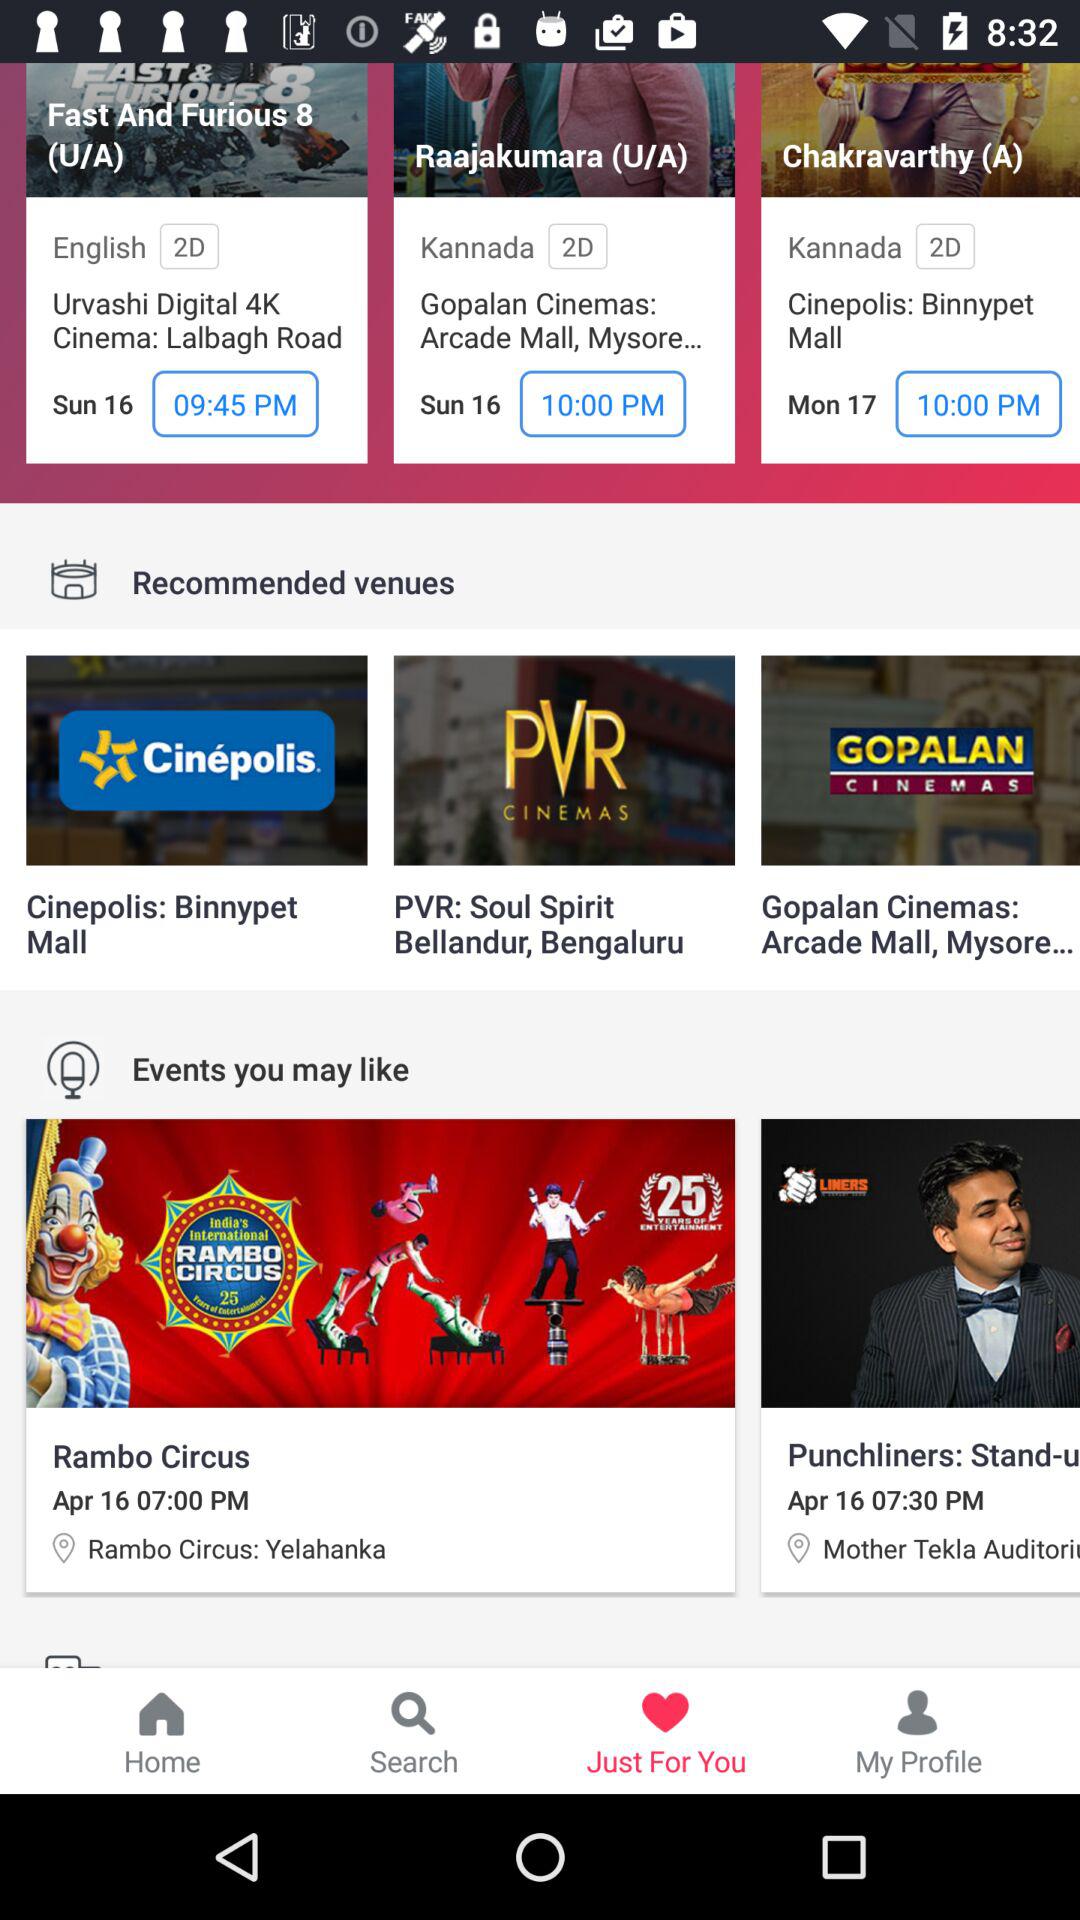 FAKE
8:32
FAST &
FURIOUS 8
Fast And Furious 8
(U/A)
Raajakumara (U/A)
Chakravarthy (A)
English 2D
Kannada 2D
Kannada 2D
Urvashi Digital 4K
Cinema: Lalbagh Road
Gopalan Cinemas:
Arcade Mall, Mysore...
Cinepolis: Binnypet
Mall
Sun 16 09:45 PM
Sun 16 10:00 PM
Mon 17 10:00 PM
Recommended venues
Cinépolis.
PVR
CINEMAS
GOPALAN
CINEMAS
Cinepolis: Binnypet
Mall
PVR: Soul Spirit
Bellandur, Bengaluru
Gopalan Cinemas:
Arcade Mall, Mysore...
Events you may like
India's
International
RAMBO
CIRCUS
25
Years of Entertainment
25
YEARS OF
ENTERTAINMENT
LINERS
Rambo Circus
Apr 16 07:00 PM
Rambo Circus: Yelahanka
Punchliners: Stand-u
Apr 16 07:30 PM
Mother Tekla Auditoriu
Home
Search
Just For You
My Profile